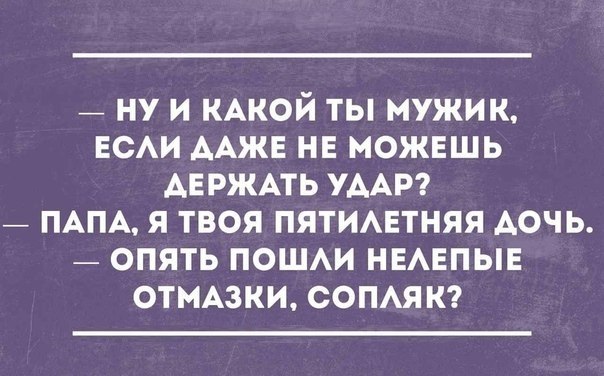 — НУ И КАКОЙ ТЫ МУЖИК,
ЕСЛИ ДАЖЕ НЕ МОЖЕШЬ
ДЕРЖАТЬ УДАР?
— ПАПА, Я ТВОЯ ПЯТИЛЕТНЯЯ ДОЧЬ.
— ОПЯТЬ ПОШЛИ НЕЛЕПЫЕ
ОТМАЗКИ, СОПЛЯК?